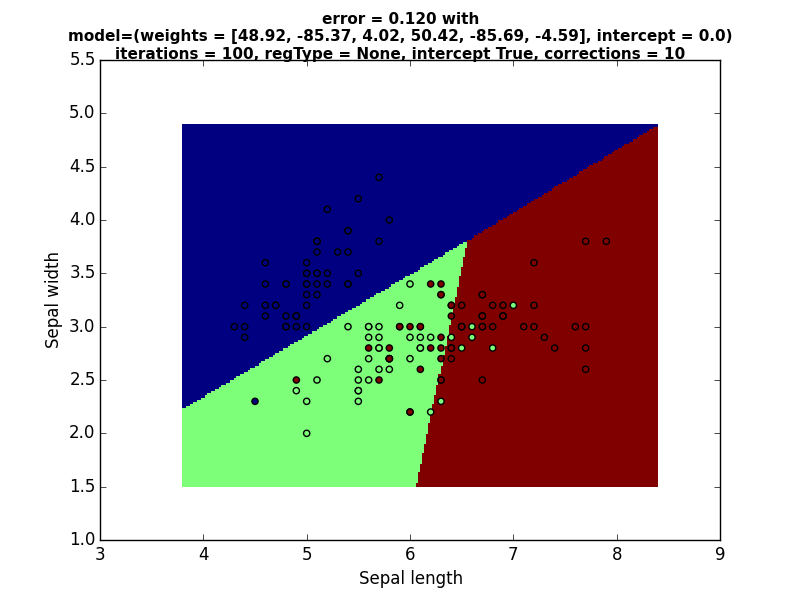 error = 0.120 with
model=(weights = [48.92, -85.37, 4.02, 50.42, -85.69, -4.59], intercept = 0.0)
iterations = 100, regType = None, intercept True, corrections = 10
5.5
5.0
4.5
4.0
3.5
3.0
2.5
2.0
1.5
1.0
Sepal width
3 4 5 6 7 8 9
Sepal length